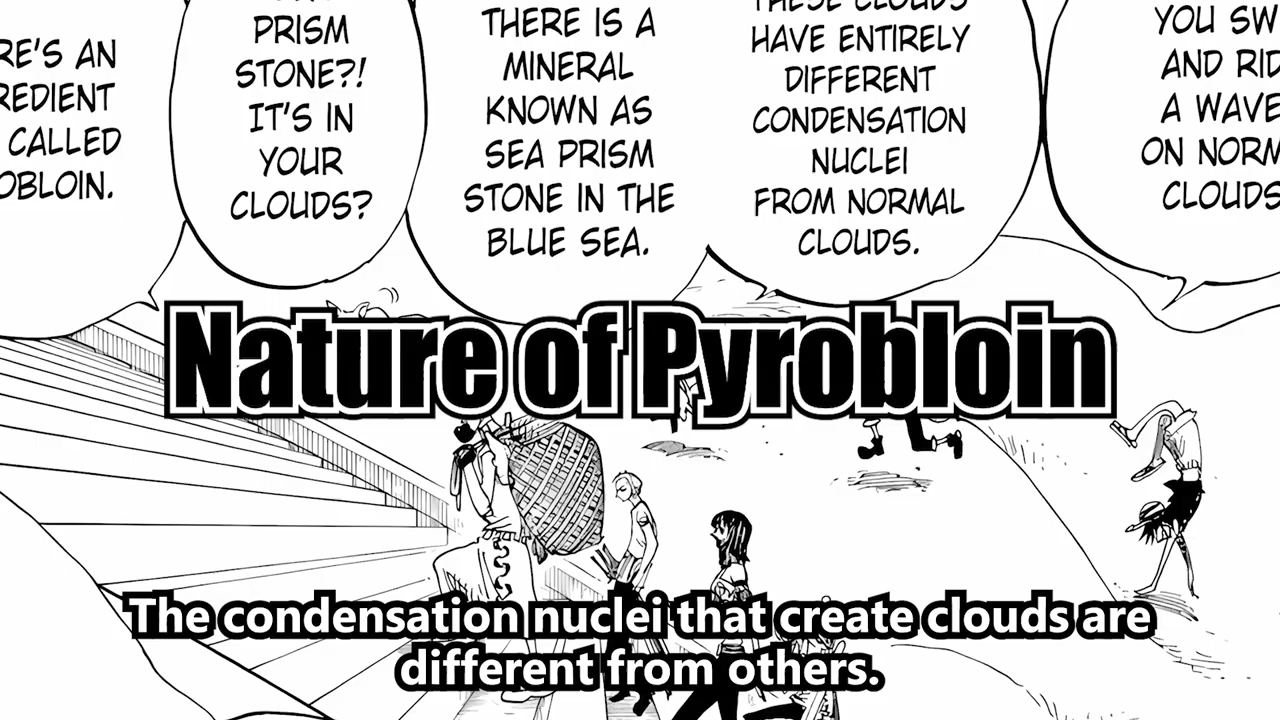 YOU SW
AND RID
A WAVE
ON NORM
CLOUDS
THESE CLOUDS
HAVE ENTIRELY
DIFFERENT
CONDENSATION
NUCLEI
FROM NORMAL
CLOUDS.
THERE IS A
MINERAL
KNOWN AS
SEA PRISM
STONE IN THE
BLUE SEA.
PRISM
STONE?!
IT'S IN
YOUR
CLOUDS?
RE'S AN
REDIENT
CALLED
OBLOIN.
Nature of Pyrobloin
The condensation nuclei that create clouds are
different from others.